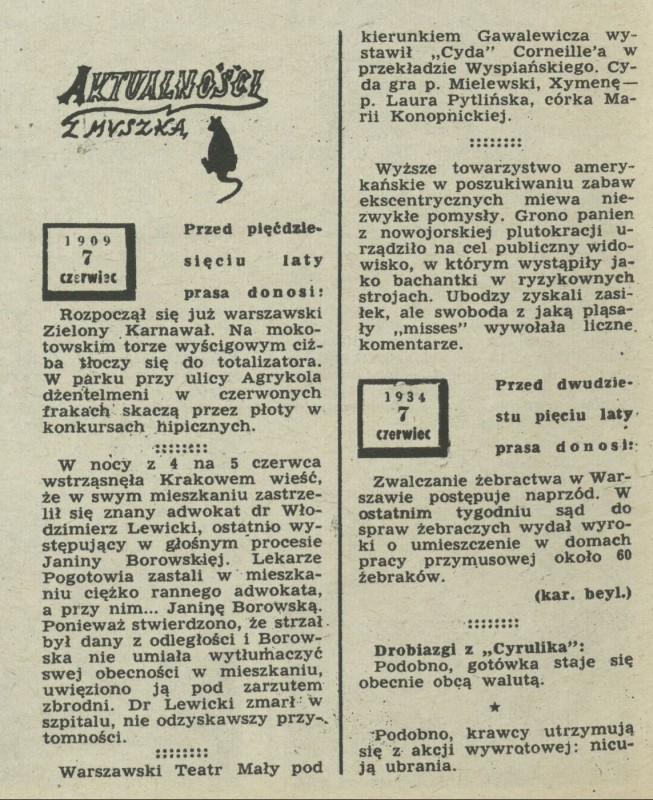 AKTUALNOŚCI
Z MYSZKĄ
1909
7
czerwiec
Przed pięćdzie-
sięciu laty
prasa donosi:
Rozpoczął się już warszawski
Zielony Karnawał. Na moko-
towskim torze wyścigowym ciż-
ba tłoczy się do totalizatora.
W parku przy ulicy Agrykola
dżentelmeni w czerwonych
frakach skaczą przez płoty w
konkursach hipicznych.
W nocy z 4 na 5 czerwca
wstrząsnęła Krakowem wieść,
że w swym mieszkaniu zastrze-
lił się znany adwokat dr Wło-
dzimierz Lewicki, ostatnio wy-
stępujący w głośnym procesie
Janiny Borowskiej. Lekarze
Pogotowia zastali w mieszka-
niu ciężko rannego adwokata,
a przy nim... Janinę Borowską.
Ponieważ stwierdzono, że strzał
był dany z odległości i Borow-
ska nie umiała wytłumaczyć
swej obecności w mieszkaniu,
uwięziono ją pod zarzutem
zbrodni. Dr Lewicki zmarł w
szpitalu, nie odzyskawszy przy-
tomności.
Warszawski Teatr Mały pod
kierunkiem Gawalewicza wy-
stawił „Cyda” Corneille'a w
przekładzie Wyspiańskiego. Cy-
da gra p. Mielewski, Xymenę—
p. Laura Pytlińska, córka Ma-
rii Konopnickiej.
Wyższe towarzystwo amery-
kańskie w poszukiwaniu zabaw
ekscentrycznych miewa nie-
zwykłe pomysły. Grono panien
z nowojorskiej plutokracji u-
rządziło na cel publiczny wido-
wisko, w którym wystąpiły ja-
ko bachantki w ryzykownych
strojach. Ubodzy zyskali zasi-
łek, ale swoboda z jaką pląsa-
ły „misses” wywołała liczne
komentarze.
1934
7
czerwiec
Przed dwudzie-
stu pięciu laty
prasa donosi:
Zwalczanie żebractwa w War-
szawie postępuje naprzód. W
ostatnim tygodniu sąd do
spraw żebraczych wydał wyro-
ki o umieszczenie w domach
pracy przymusowej około 60
żebraków.
(kar. beyl.)
Drobiazgi z „Cyrulika”:
Podobno, gotówka staje się
obecnie obcą walutą.
Podobno, krawcy utrzymują
się z akcji wywrotowej: nicu-
ją ubrania.